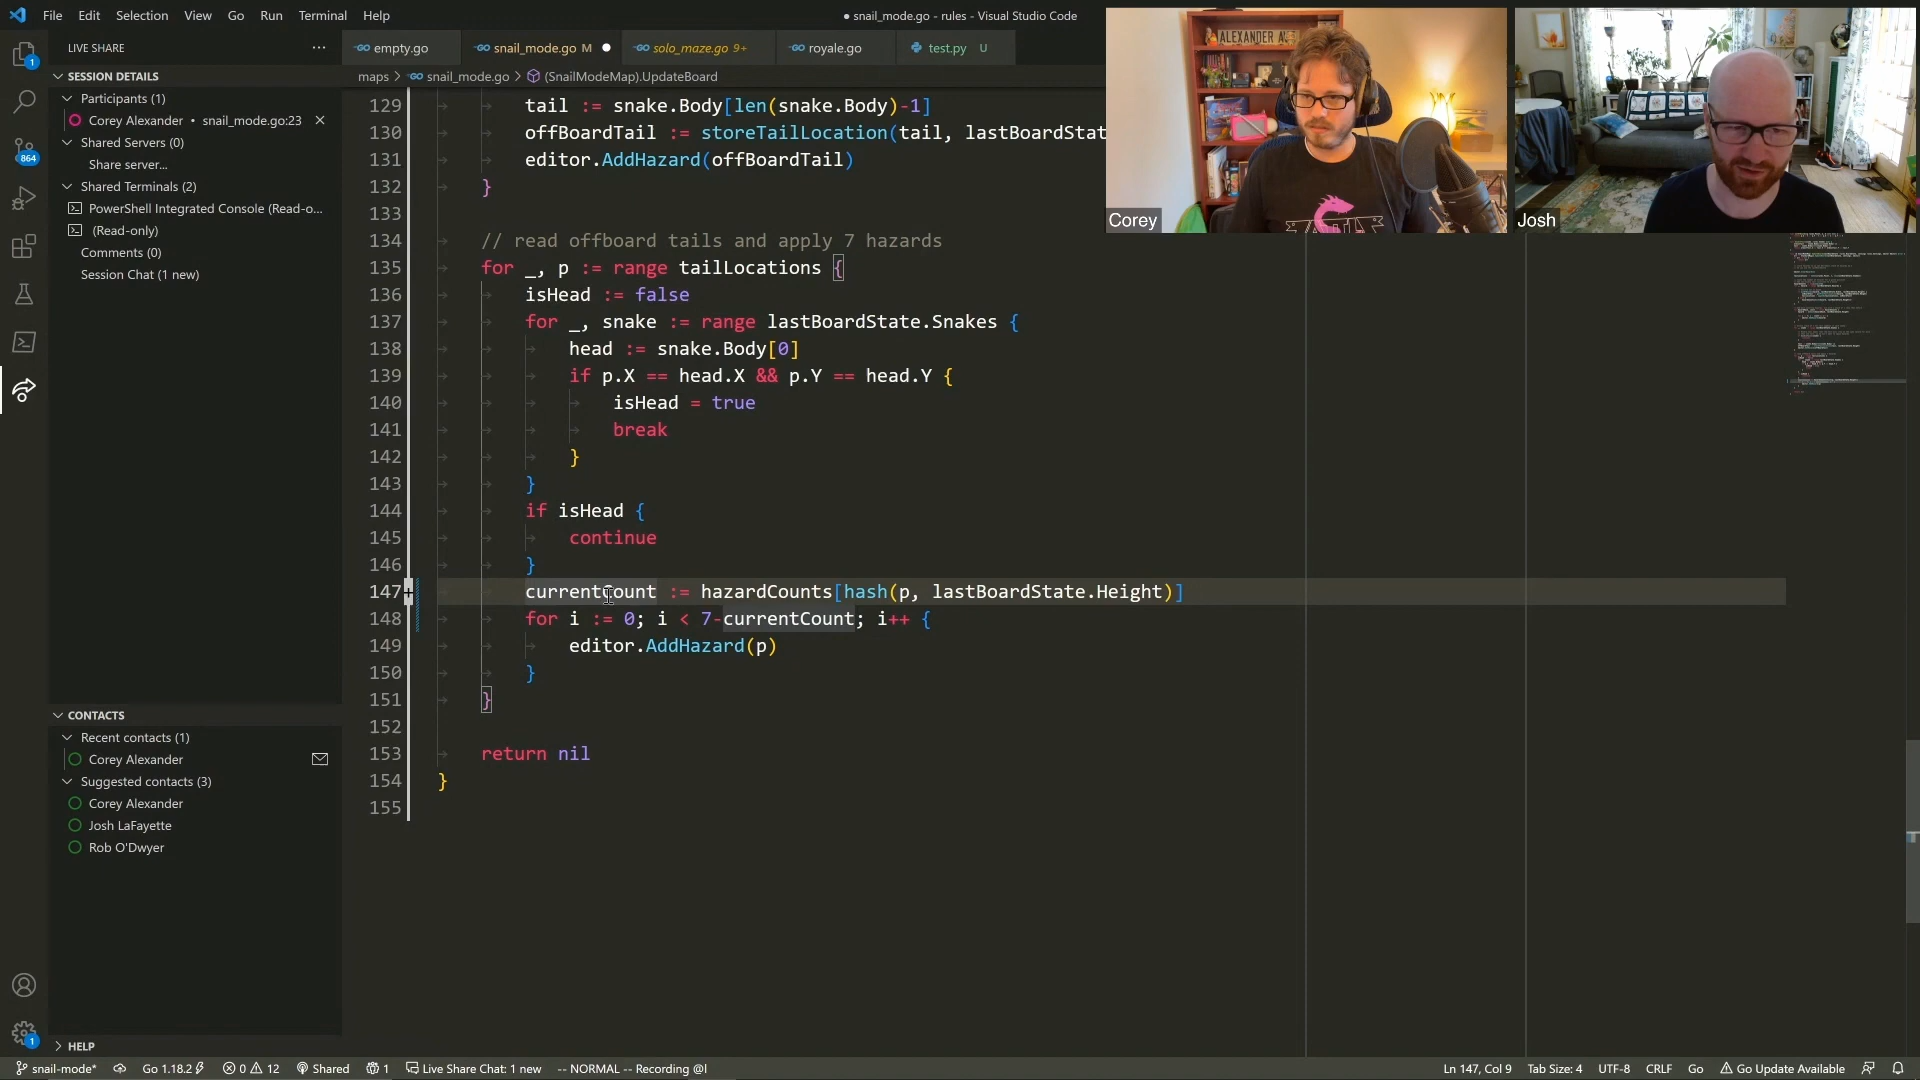 File Edit Selection View Go Run Terminal Help
● snail_mode.go - rules - Visual Studio Code
LIVE SHARE ···
empty.go snail_mode.go M ● solo_maze.go 9+ royale.go test.py U
SESSION DETAILS
maps > snail_mode.go > (SnailModeMap).UpdateBoard
Participants (1)
Corey Alexander • snail_mode.go:23
Shared Servers (0)
Share server...
Shared Terminals (2)
PowerShell Integrated Console (Read-o...
(Read-only)
Comments (0)
Session Chat (1 new)
129 tail := snake.Body[len(snake.Body)-1]
130 offBoardTail := storeTailLocation(tail, lastBoardStat
131 editor.AddHazard(offBoardTail)
132 }
133
134 // read offboard tails and apply 7 hazards
135 for _, p := range tailLocations {
136 isHead := false
137 for _, snake := range lastBoardState.Snakes {
138 head := snake.Body[0]
139 if p.X == head.X && p.Y == head.Y {
140 isHead = true
141 break
142 }
143 }
144 if isHead {
145 continue
146 }
147 currentCount := hazardCounts[hash(p, lastBoardState.Height)]
148 for i := 0; i < 7-currentCount; i++ {
149 editor.AddHazard(p)
150 }
151 }
152
153 return nil
154 }
155
ALEXANDER AV
Corey
Josh
1
864
CONTACTS
Recent contacts (1)
Corey Alexander
Suggested contacts (3)
Corey Alexander
Josh LaFayette
Rob O'Dwyer
1
HELP
snail-mode* Go 1.18.2 0 12 Shared 1 Live Share Chat: 1 new -- NORMAL -- Recording @l
Ln 147, Col 9 Tab Size: 4 UTF-8 CRLF Go Go Update Available